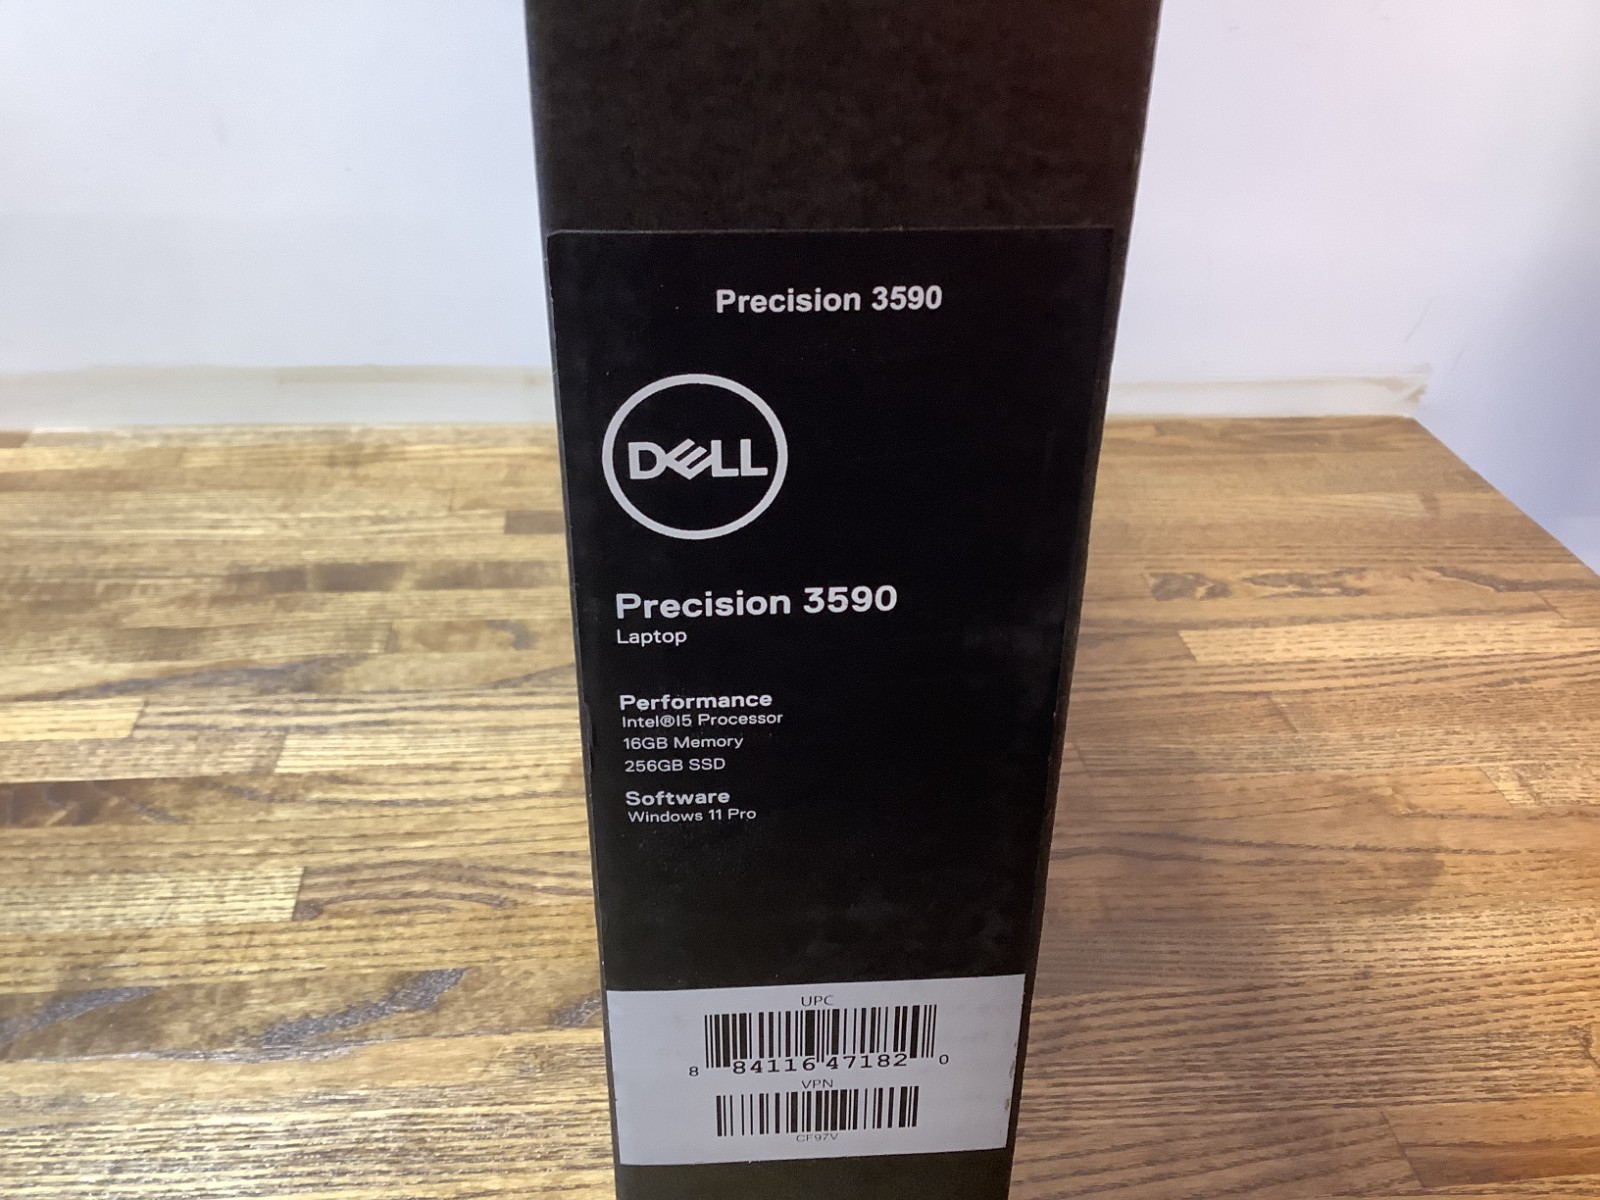 Precision 3590
DELL
Precision 3590
Laptop
Performance
Intel®I5 Processor
16GB Memory
256GB SSD
Software
Windows 11 Pro
UPC
8 84116 47182 0
VPN
CF97V